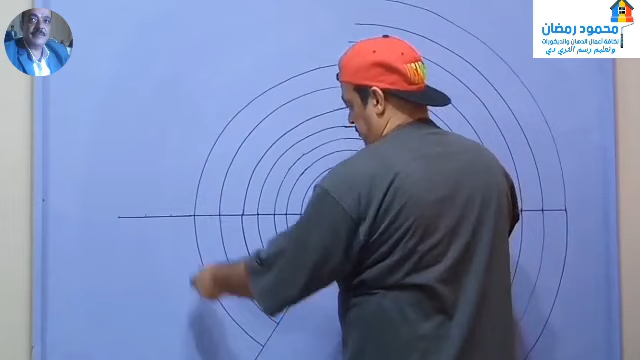 محمود رمضان
لكافة أعمال الدهان والديكورات
وتعليم رسم الثري دي